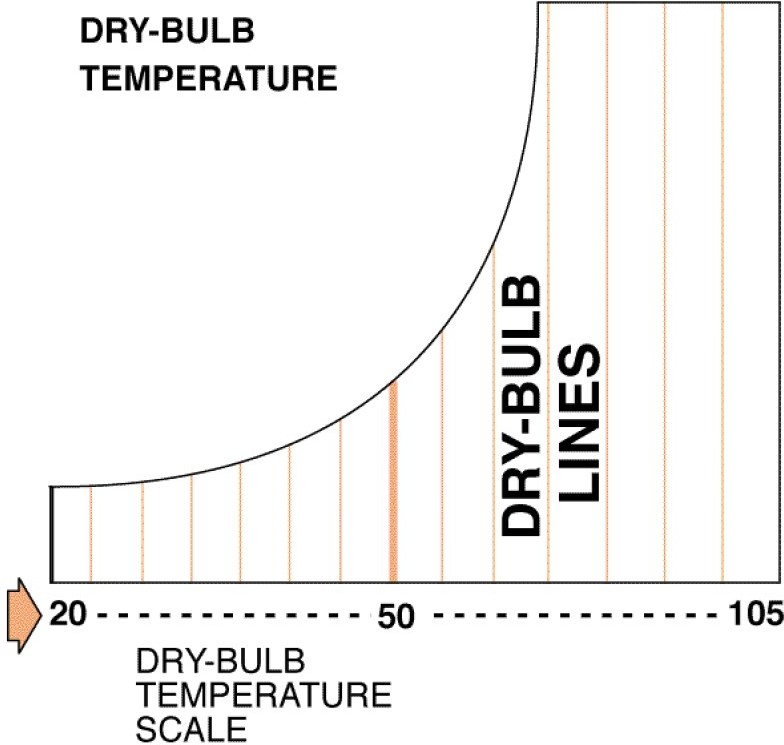 DRY-BULB
TEMPERATURE
DRY-BULB
LINES
20 50 105
DRY-BULB
TEMPERATURE
SCALE